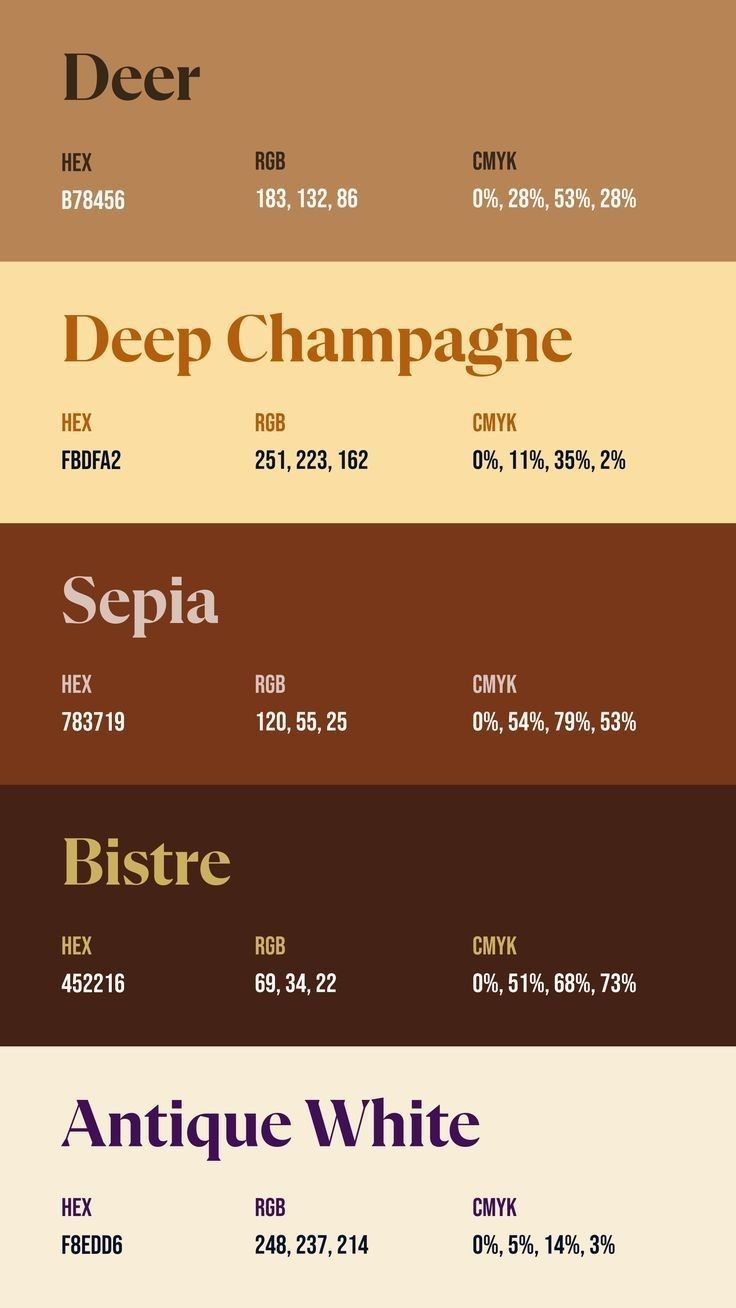 Deer
HEX RGB CMYK
B78456 183, 132, 86 0%, 28%, 53%, 28%
Deep Champagne
HEX RGB CMYK
FBDFA2 251, 223, 162 0%, 11%, 35%, 2%
Sepia
HEX RGB CMYK
783719 120, 55, 25 0%, 54%, 79%, 53%
Bistre
HEX RGB CMYK
452216 69, 34, 22 0%, 51%, 68%, 73%
Antique White
HEX RGB CMYK
F8EDD6 248, 237, 214 0%, 5%, 14%, 3%